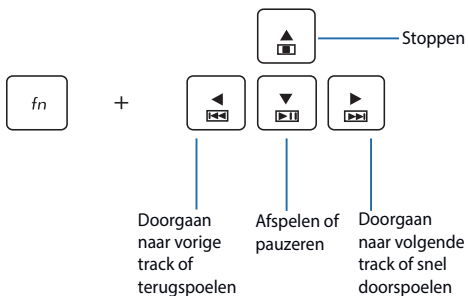 Stoppen
fn
+
Doorgaan
naar vorige
track of
terugspoelen
Afspelen of
pauzeren
Doorgaan
naar volgende
track of snel
doorspoelen